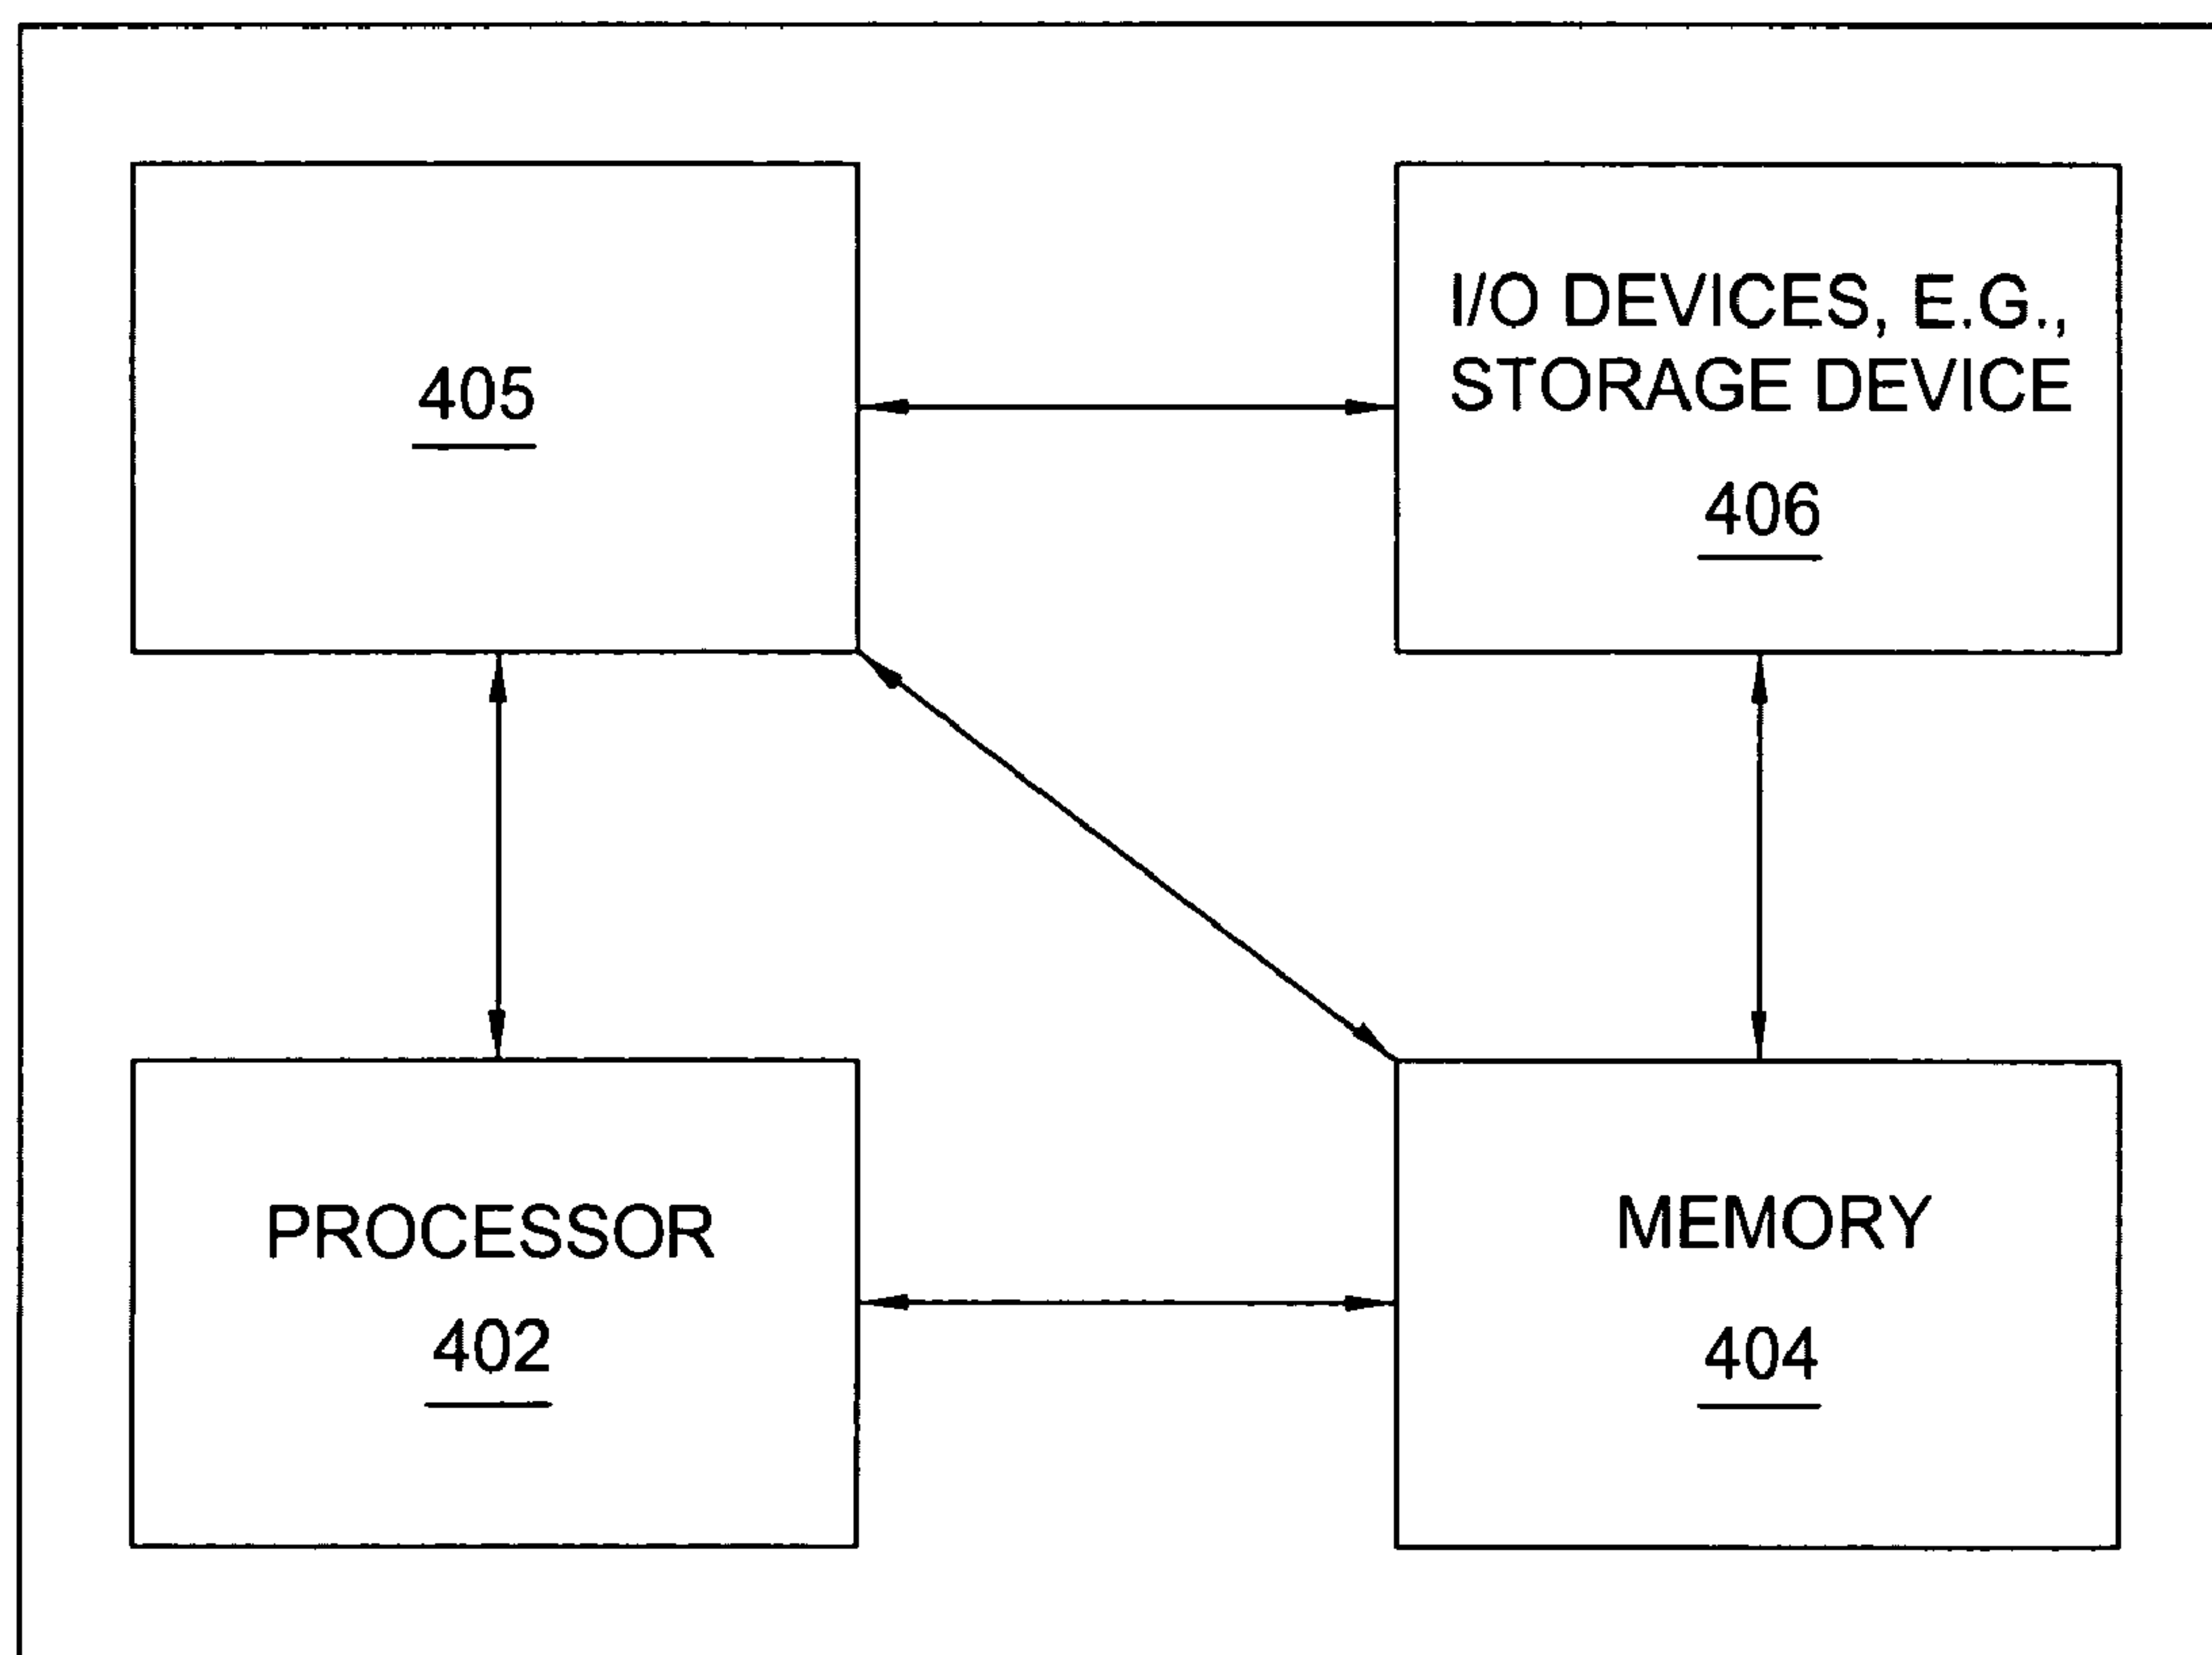 405
I/O DEVICES, E.G.,
STORAGE DEVICE
406
PROCESSOR
402
MEMORY
404